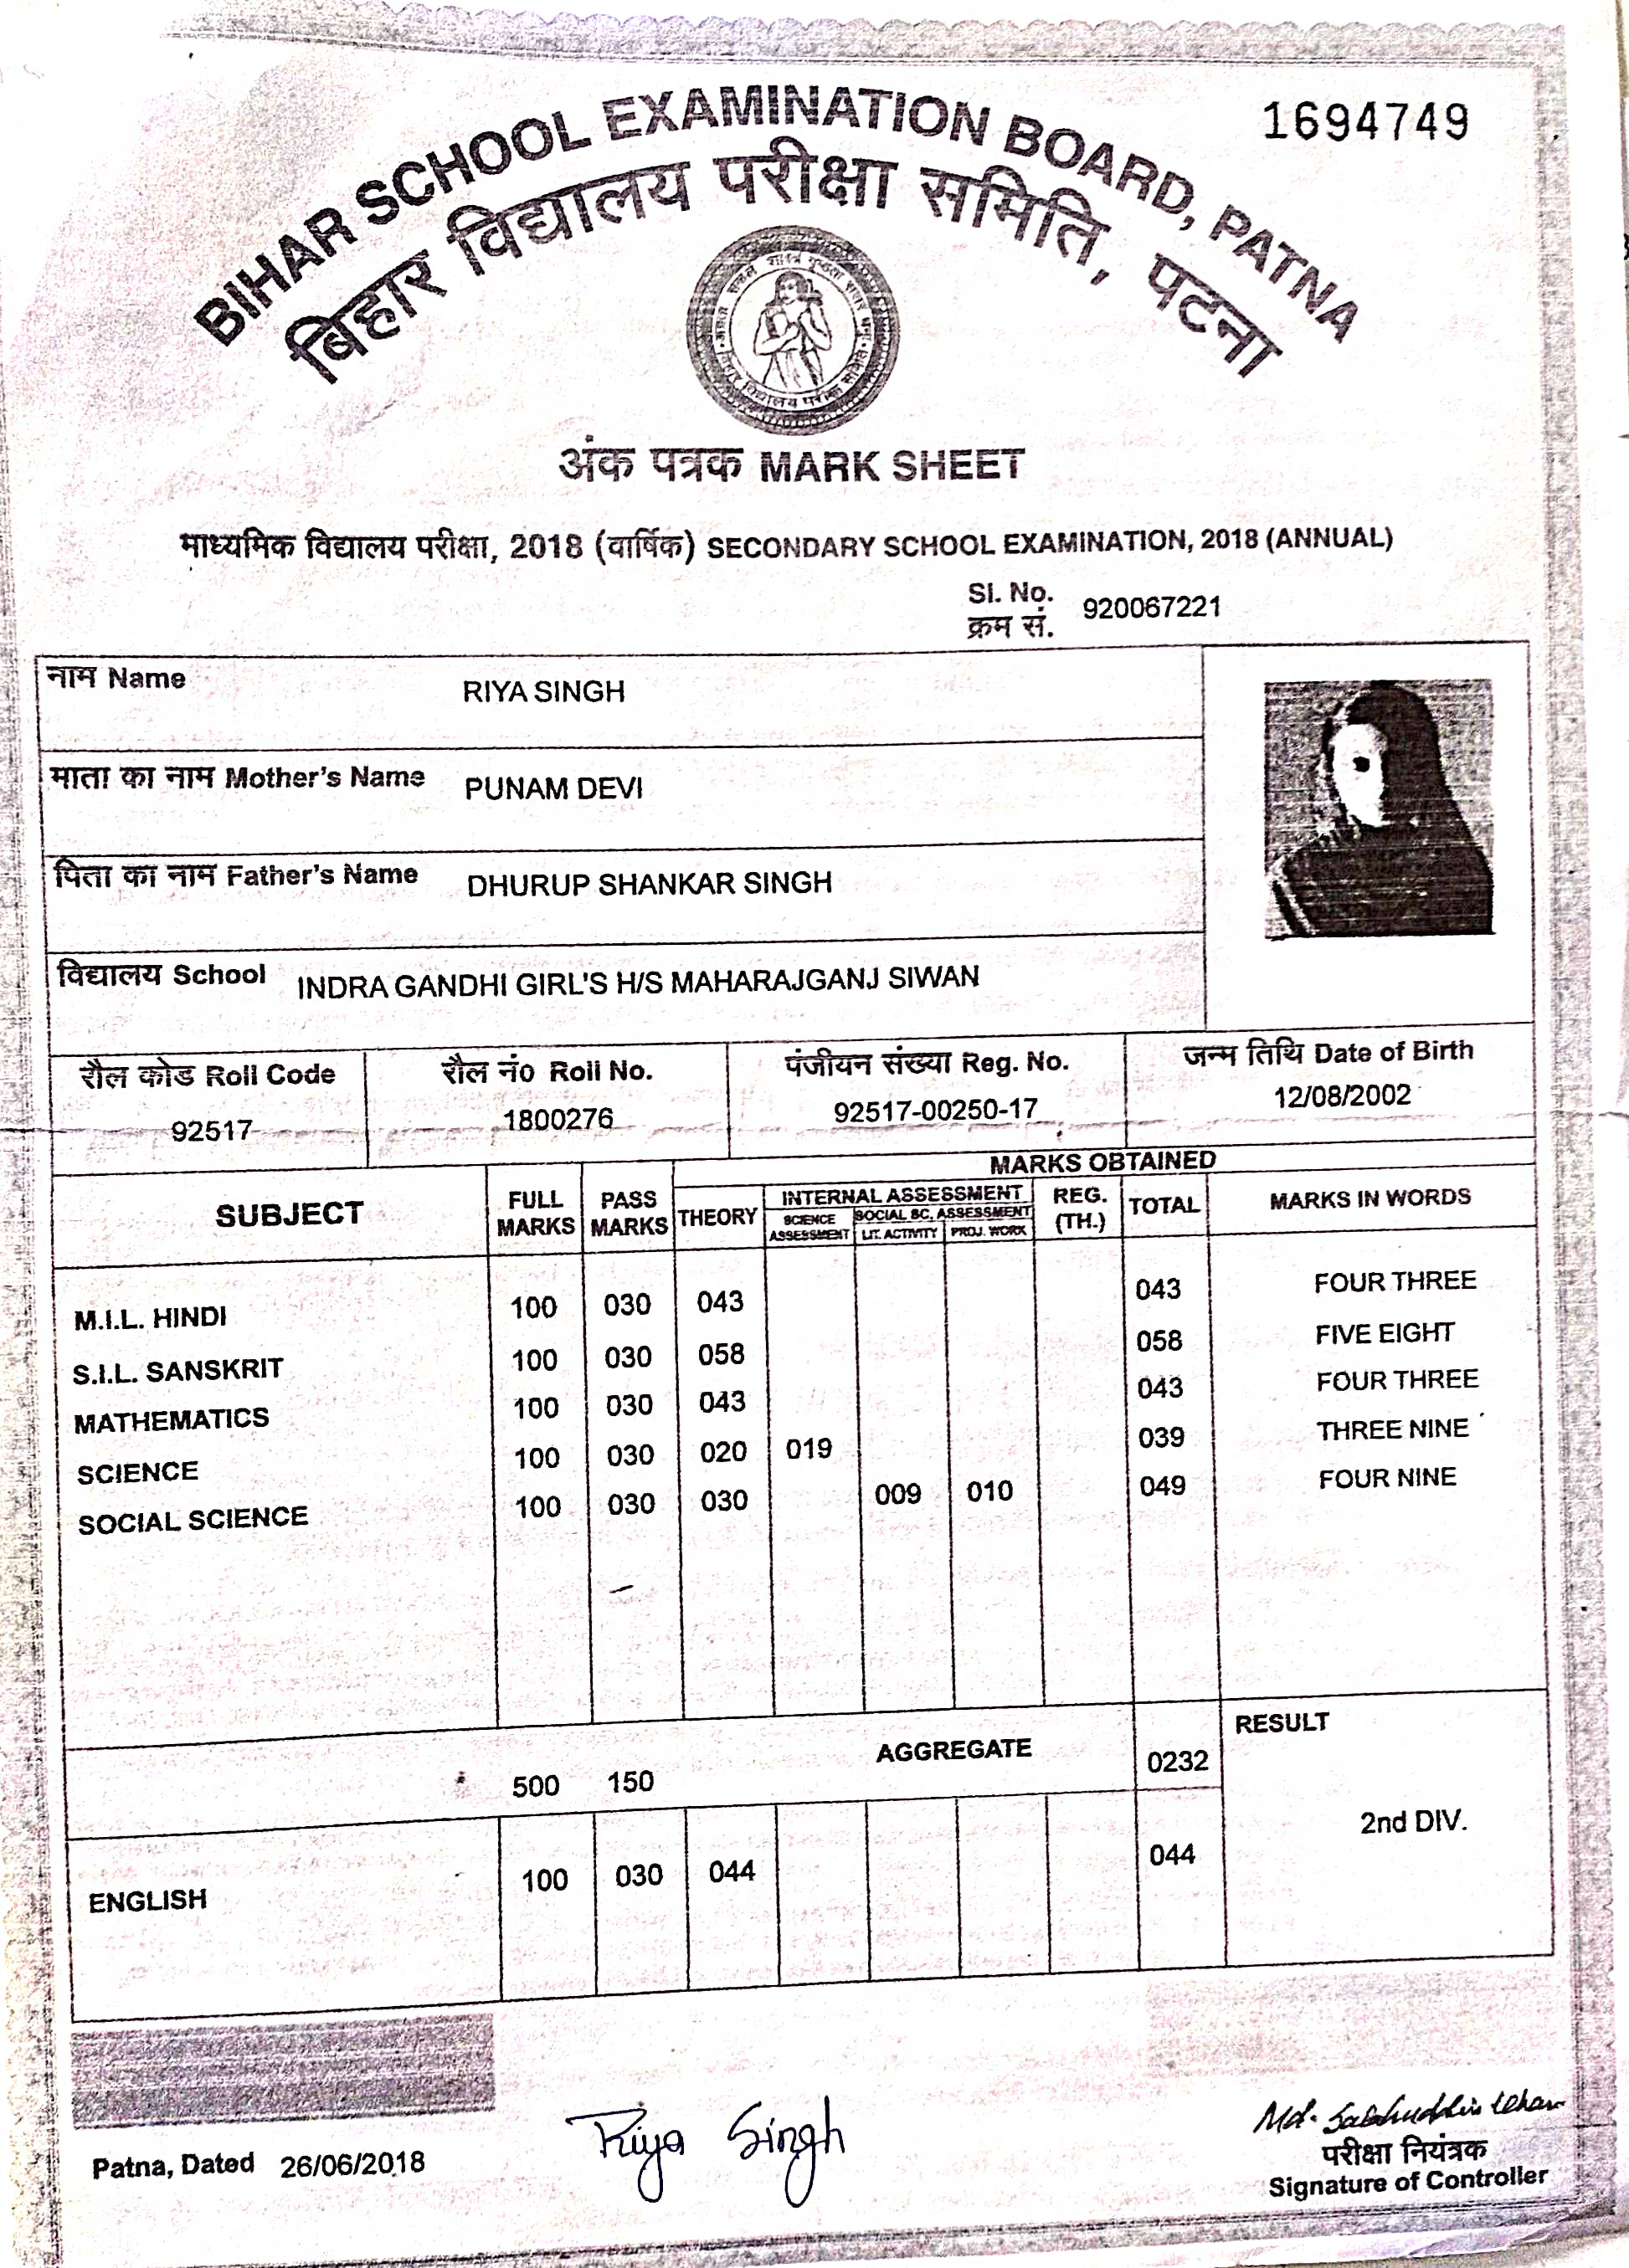 1694749
BIHAR SCHOOL EXAMINATION BOARD, PATNA
बिहार विद्यालय परीक्षा समिति, पटना
अंक पत्रक MARK SHEET
माध्यमिक विद्यालय परीक्षा, 2018 (वार्षिक) SECONDARY SCHOOL EXAMINATION, 2018 (ANNUAL)
Sl. No.
क्रम सं. 920067221
नाम Name RIYA SINGH
माता का नाम Mother's Name PUNAM DEVI
पिता का नाम Father's Name DHURUP SHANKAR SINGH
विद्यालय School INDRA GANDHI GIRL'S H/S MAHARAJGANJ SIWAN
रौल कोड Roll Code रौल नं० Roll No. पंजीयन संख्या Reg. No. जन्म तिथि Date of Birth
92517 1800276 92517-00250-17 12/08/2002
MARKS OBTAINED
SUBJECT FULL MARKS PASS MARKS THEORY INTERNAL ASSESSMENT REG. (TH.) TOTAL MARKS IN WORDS
SCIENCE ASSESSMENT SOCIAL SC. ASSESSMENT
LIT. ACTIVITY PROJ. WORK
M.I.L. HINDI 100 030 043 043 FOUR THREE
S.I.L. SANSKRIT 100 030 058 058 FIVE EIGHT
MATHEMATICS 100 030 043 043 FOUR THREE
SCIENCE 100 030 020 019 039 THREE NINE
SOCIAL SCIENCE 100 030 030 009 010 049 FOUR NINE
500 150 AGGREGATE 0232 RESULT
2nd DIV.
ENGLISH 100 030 044 044
Riya Singh
Patna, Dated 26/06/2018
परीक्षा नियंत्रक
Signature of Controller